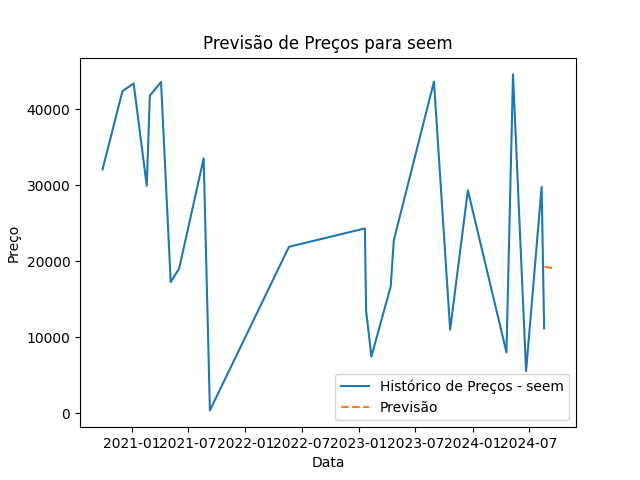 Previsão de Preços para seem
Preço
40000
30000
20000
10000
0
Histórico de Preços - seem
Previsão
2021-01 2021-07 2022-01 2022-07 2023-01 2023-07 2024-01 2024-07
Data